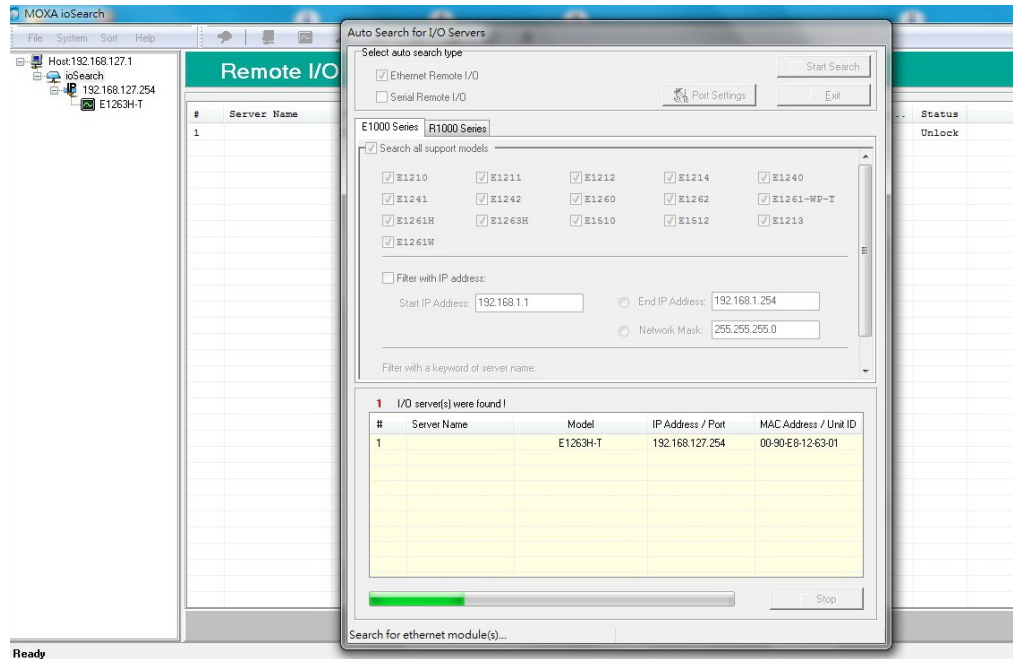 MOXA ioSearch
File System Sort Help
Host:192.168.127.1
ioSearch
192.168.127.254
E1263H-T
Remote I/O
# Server Name .. Status
1 Unlock
Auto Search for I/O Servers
Select auto search type
Ethernet Remote I/O
Serial Remote I/O
Start Search
Port Settings
Exit
E1000 Series R1000 Series
Search all support models
E1210 E1211 E1212 E1214 E1240
E1241 E1242 E1260 E1262 E1261-WP-T
E1261H E1263H E1510 E1512 E1213
E1261W
Filter with IP address:
Start IP Address: 192.168.1.1 End IP Address: 192.168.1.254
Network Mask: 255.255.255.0
Filter with a keyword of server name:
1 I/O server(s) were found !
# Server Name Model IP Address / Port MAC Address / Unit ID
1 E1263H-T 192.168.127.254 00-90-E8-12-63-01
Stop
Search for ethernet module(s)...
Ready